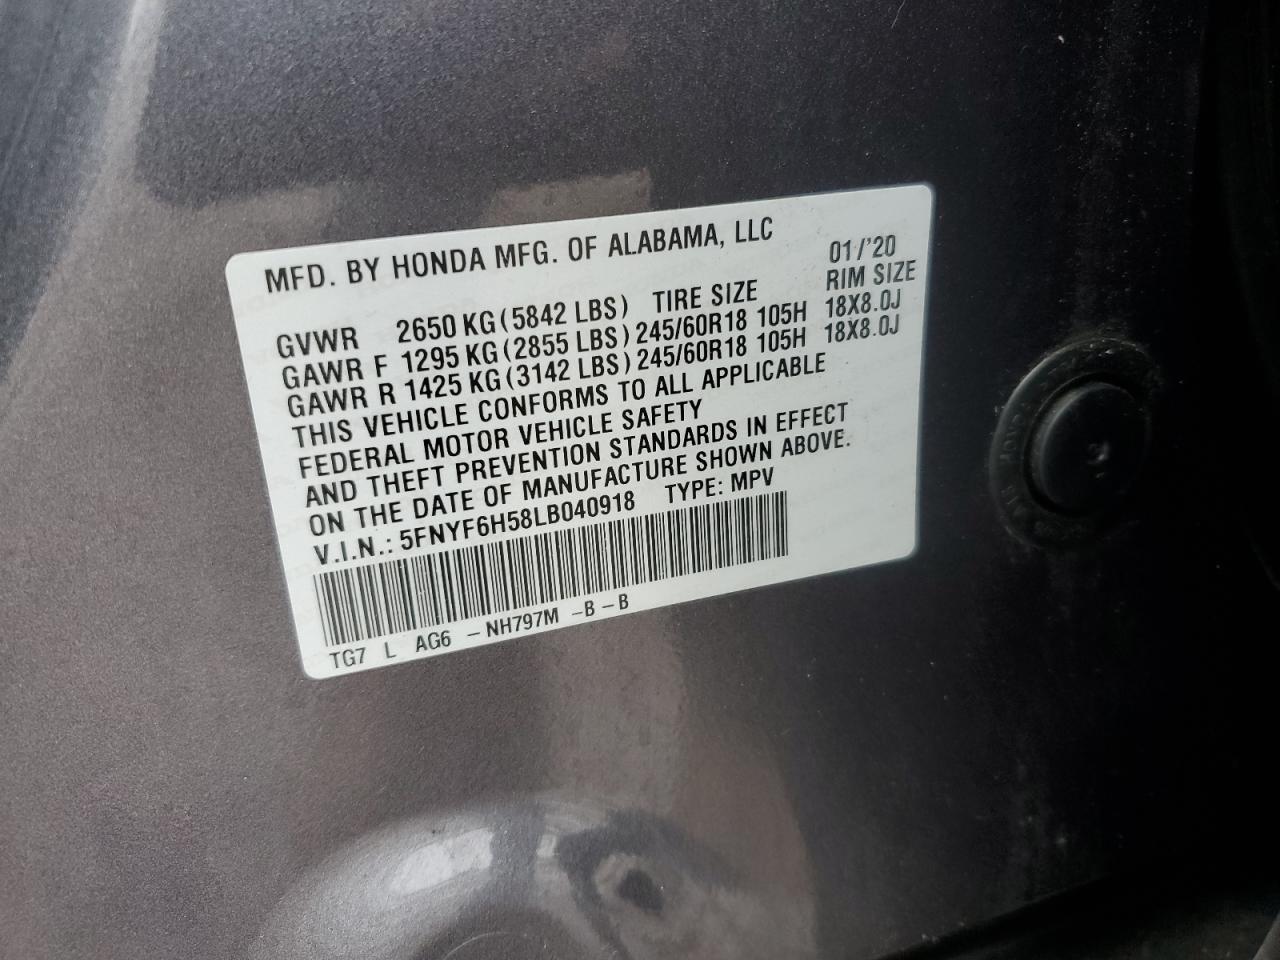 MFD. BY HONDA MFG. OF ALABAMA, LLC
01/'20
GVWR 2650 KG (5842 LBS) TIRE SIZE RIM SIZE
GAWR F 1295 KG (2855 LBS) 245/60R18 105H 18X8.0J
GAWR R 1425 KG (3142 LBS) 245/60R18 105H 18X8.0J
THIS VEHICLE CONFORMS TO ALL APPLICABLE
FEDERAL MOTOR VEHICLE SAFETY
AND THEFT PREVENTION STANDARDS IN EFFECT
ON THE DATE OF MANUFACTURE SHOWN ABOVE.
V.I.N.: 5FNYF6H58LB040918 TYPE: MPV
TG7 L AG6 -NH797M -B-B